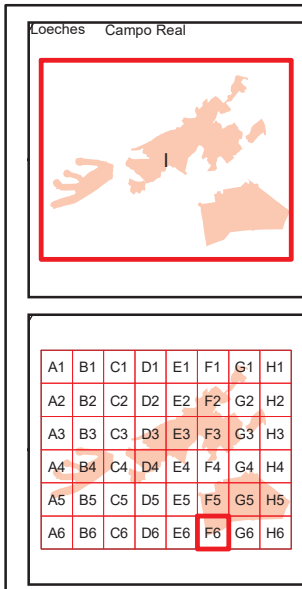 Loeches Campo Real
A1 B1 C1 D1 E1 F1 G1 H1
A2 B2 C2 D2 E2 F2 G2 H2
A3 B3 C3 D3 E3 F3 G3 H3
A4 B4 C4 D4 E4 F4 G4 H4
A5 B5 C5 D5 E5 F5 G5 H5
A6 B6 C6 D6 E6 F6 G6 H6